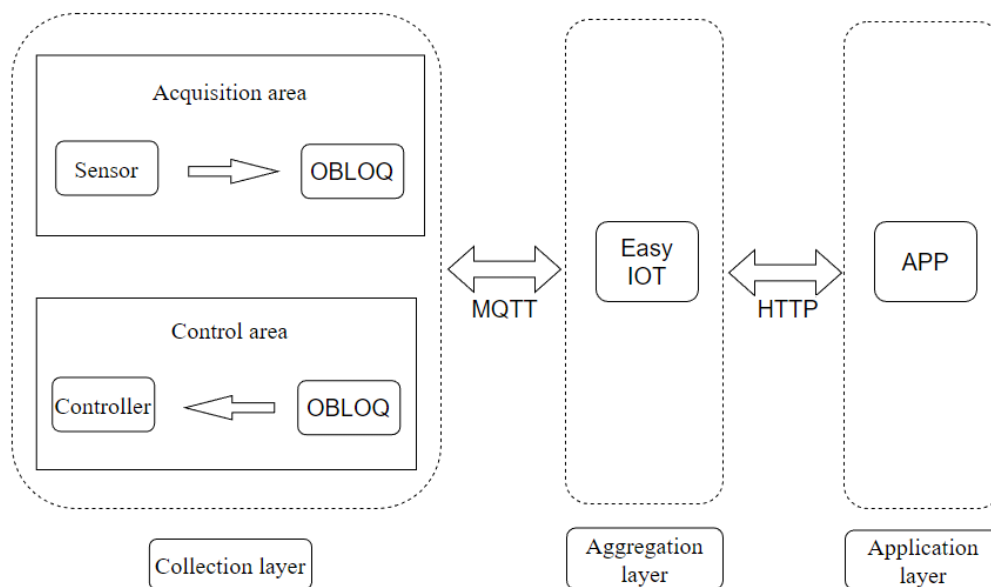 Acquisition area
Sensor
OBLOQ
Control area
Controller
OBLOQ
MQTT
Easy
IOT
HTTP
APP
Collection layer
Aggregation
layer
Application
layer